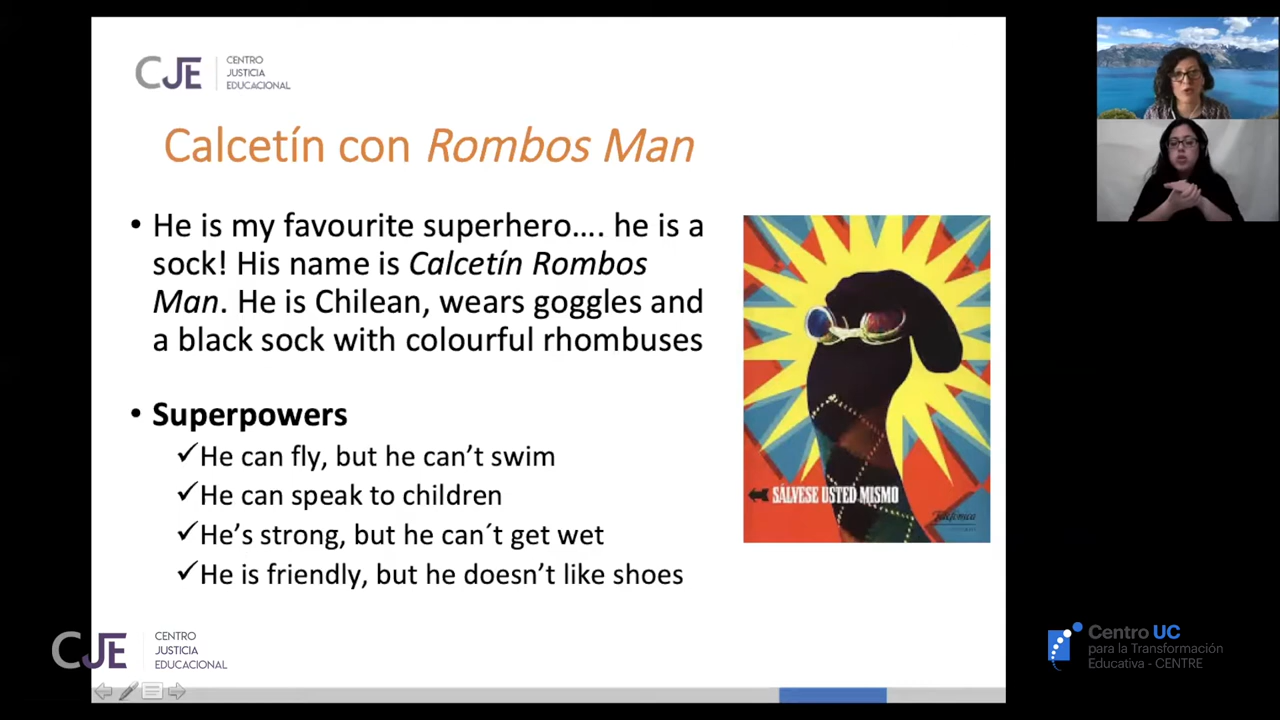 CJE
CENTRO
JUSTICIA
EDUCACIONAL
Calcetín con Rombos Man
• He is my favourite superhero.... he is a
sock! His name is Calcetín Rombos
Man. He is Chilean, wears goggles and
a black sock with colourful rhombuses
• Superpowers
✓He can fly, but he can't swim
✓He can speak to children
✓He's strong, but he can´t get wet
✓He is friendly, but he doesn't like shoes
SÁLVESE USTED MISMO
CJE
CENTRO
JUSTICIA
EDUCACIONAL
Centro UC
para la Transformación
Educativa - CENTRE